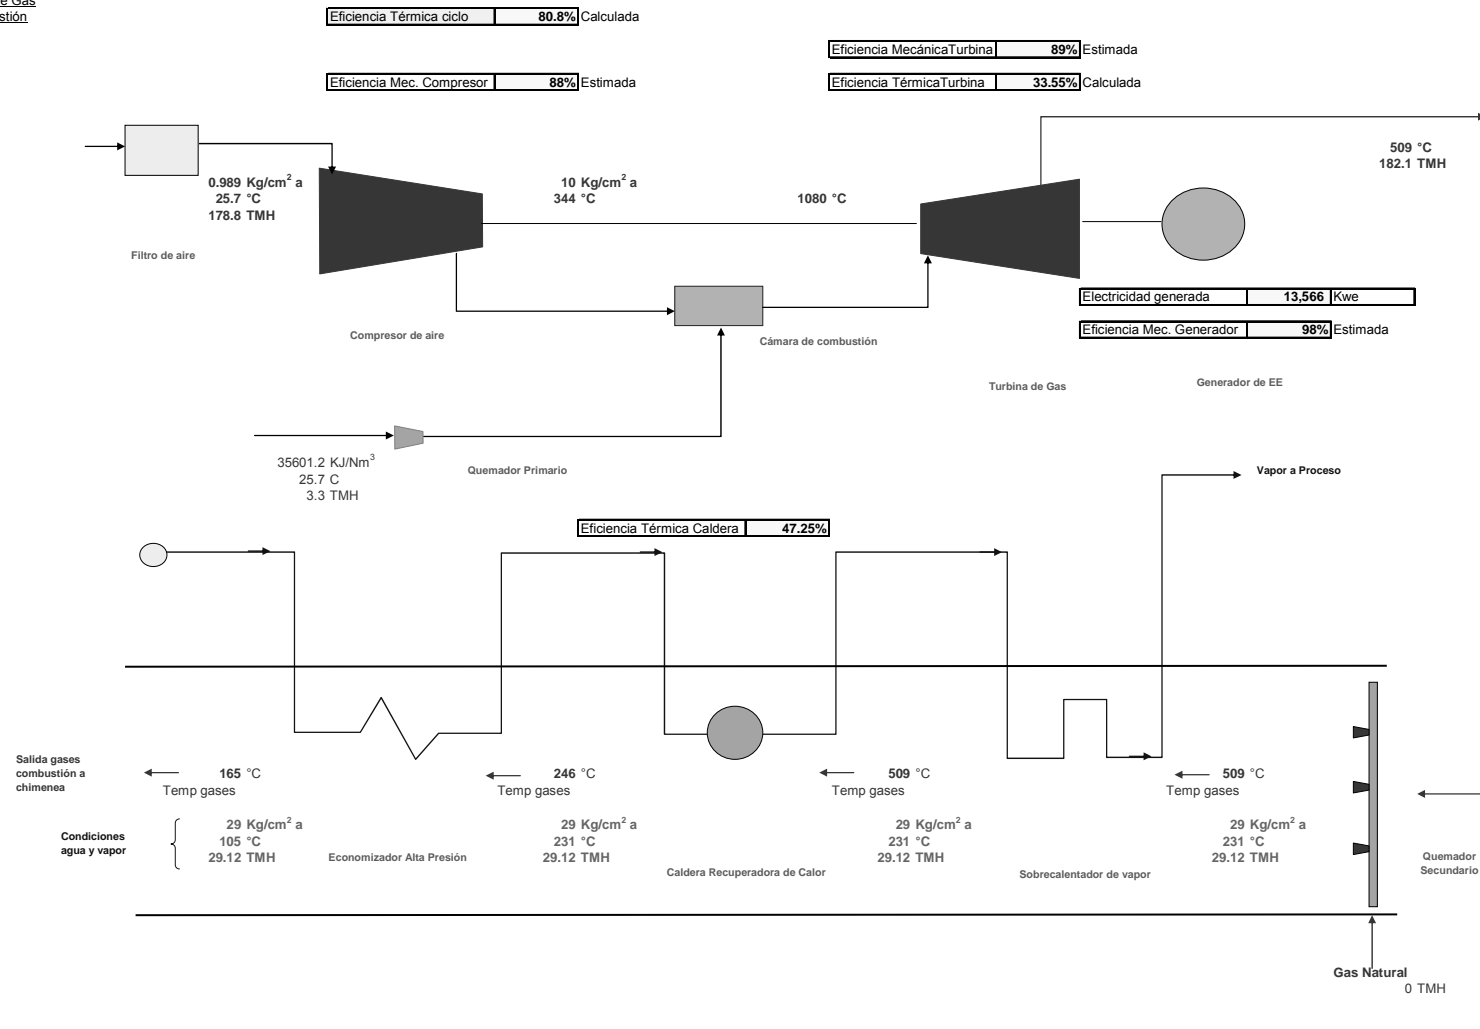 de Gas
stión
Eficiencia Térmica ciclo 80.8% Calculada
Eficiencia MecánicaTurbina 89% Estimada
Eficiencia Mec. Compresor 88% Estimada
Eficiencia TérmicaTurbina 33.55% Calculada
509 °C
182.1 TMH
0.989 Kg/cm² a
25.7 °C
178.8 TMH
10 Kg/cm² a
344 °C
1080 °C
Filtro de aire
Electricidad generada 13,566 Kwe
Eficiencia Mec. Generador 98% Estimada
Compresor de aire
Cámara de combustión
Turbina de Gas
Generador de EE
35601.2 KJ/Nm³
25.7 C
3.3 TMH
Quemador Primario
Vapor a Proceso
Eficiencia Térmica Caldera 47.25%
Salida gases
combustión a
chimenea
165 °C
Temp gases
246 °C
Temp gases
509 °C
Temp gases
509 °C
Temp gases
Condiciones
agua y vapor
29 Kg/cm² a
105 °C
29.12 TMH
Economizador Alta Presión
29 Kg/cm² a
231 °C
29.12 TMH
Caldera Recuperadora de Calor
29 Kg/cm² a
231 °C
29.12 TMH
Sobrecalentador de vapor
29 Kg/cm² a
231 °C
29.12 TMH
Quemador
Secundario
Gas Natural
0 TMH